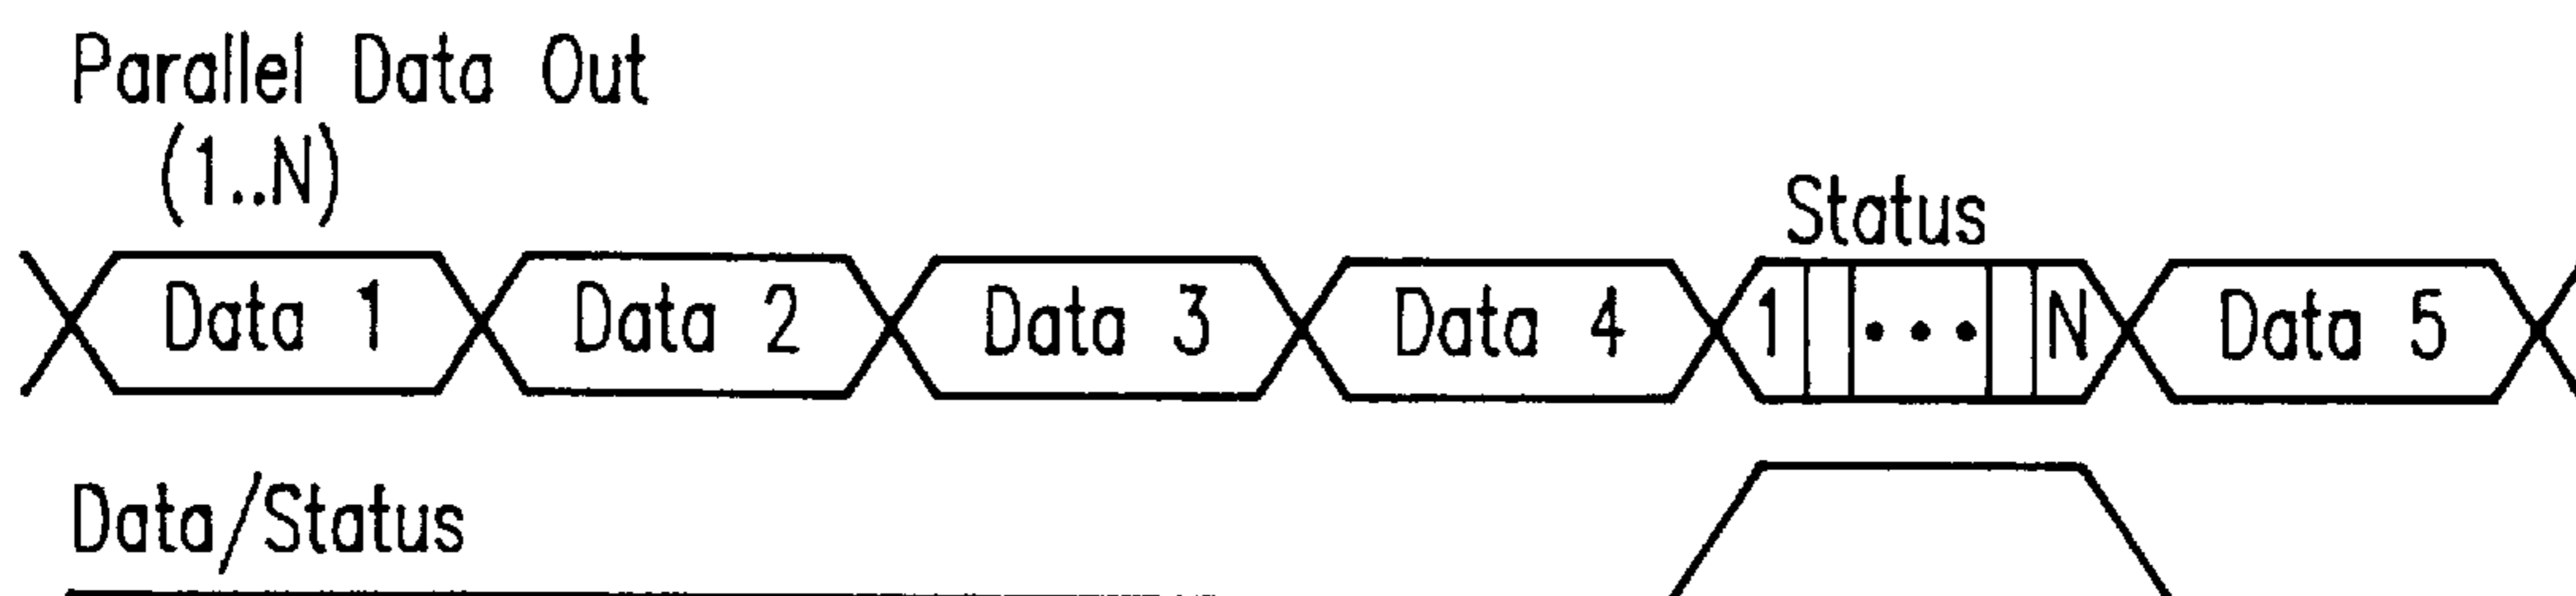 Parallel Data Out
(1..N)
Status
Data 1 Data 2 Data 3 Data 4 1 ••• N Data 5
Data/Status